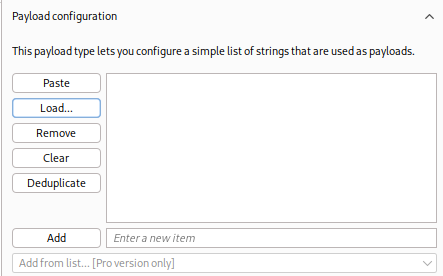 Payload configuration
This payload type lets you configure a simple list of strings that are used as payloads.
Paste
Load...
Remove
Clear
Deduplicate
Add
Enter a new item
Add from list... [Pro version only]